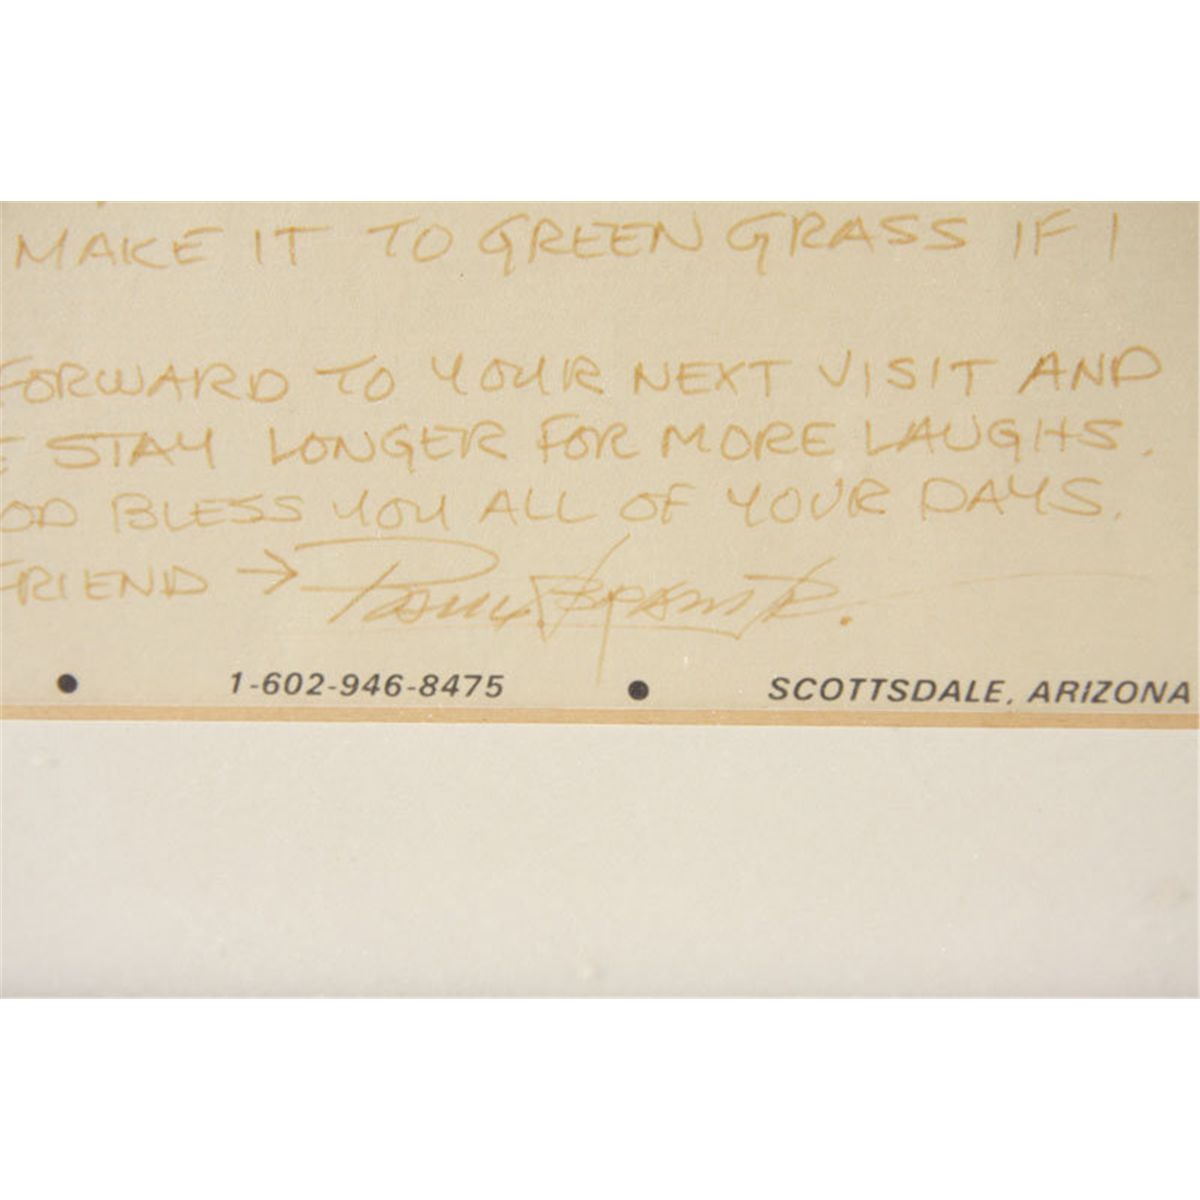 MAKE IT TO GREEN GRASS IF I
FORWARD TO YOUR NEXT VISIT AND
STAY LONGER FOR MORE LAUGHS.
OD BLESS YOU ALL OF YOUR DAYS.
FRIEND →
• 1-602-946-8475 • SCOTTSDALE, ARIZONA